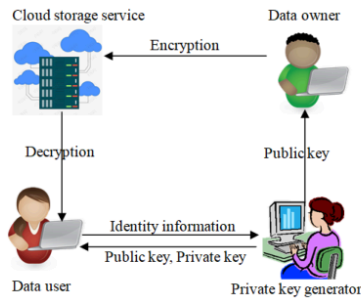 Cloud storage service
Data owner
Encryption
Decryption
Public key
Identity information
Public key, Private key
Data user
Private key generator